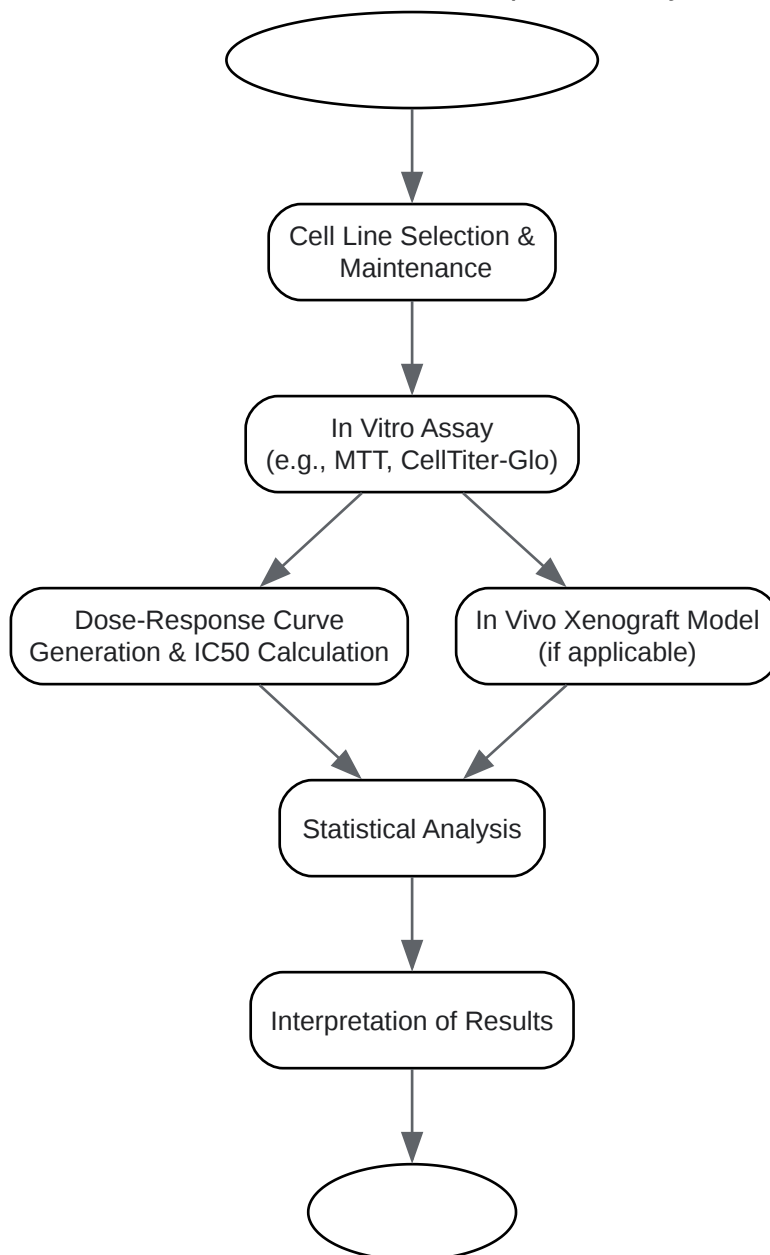 Cell Line Selection &
Maintenance
In Vitro Assay
(e.g., MTT, CellTiter-Glo)
Dose-Response Curve
Generation & IC50 Calculation
In Vivo Xenograft Model
(if applicable)
Statistical Analysis
Interpretation of Results